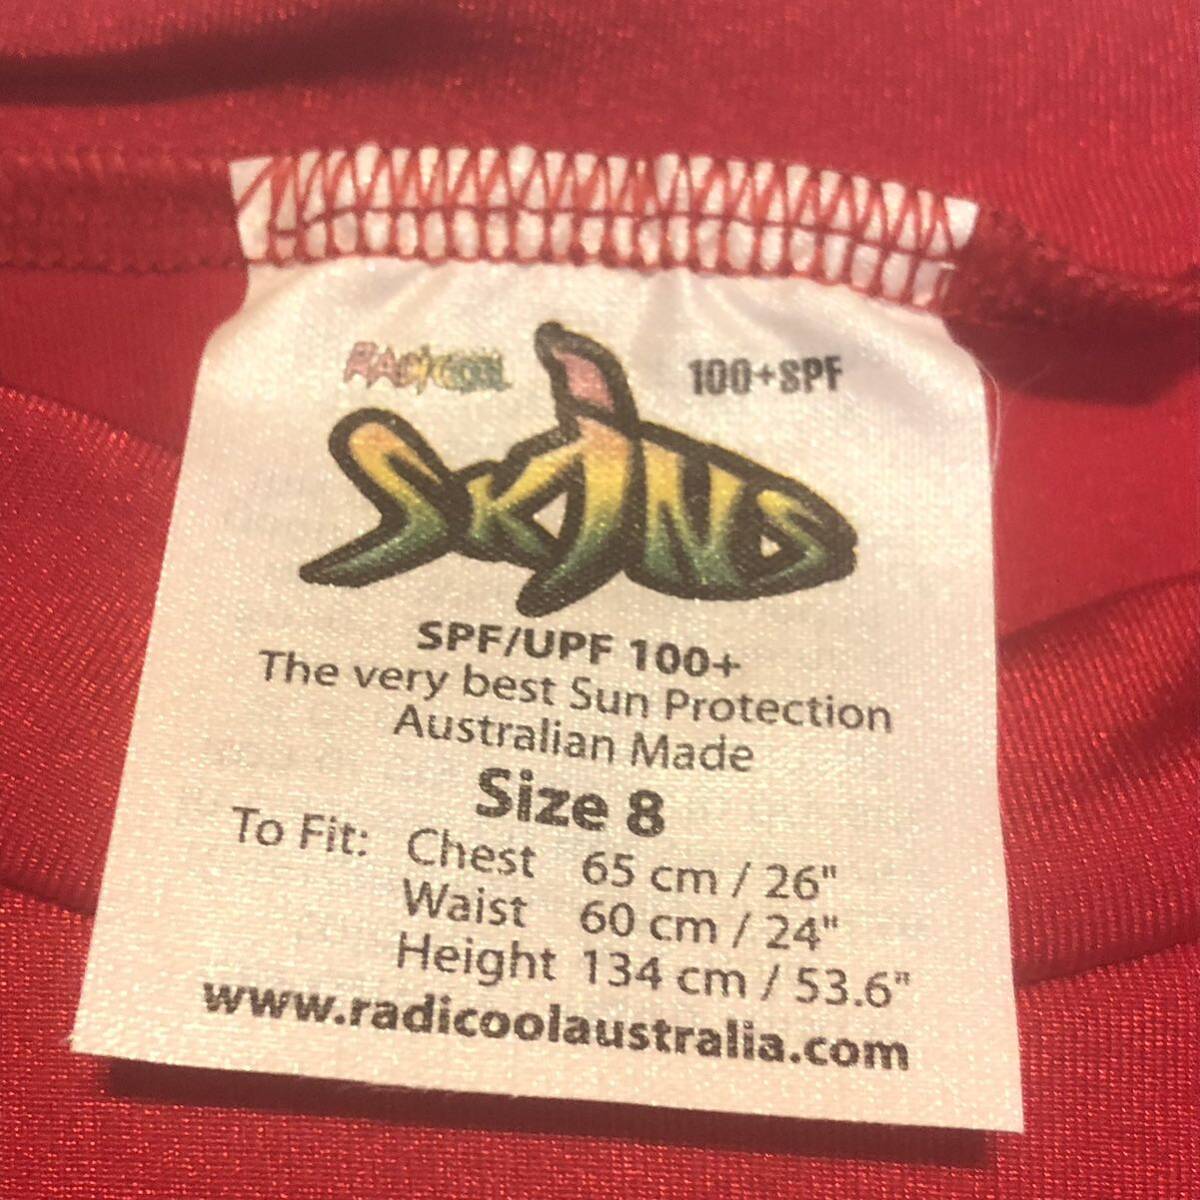 RADICOOL
100+SPF
SKINS
SPF/UPF 100+
The very best Sun Protection
Australian Made
Size 8
To Fit: Chest 65 cm / 26"
Waist 60 cm / 24"
Height 134 cm / 53.6"
www.radicoolaustralia.com